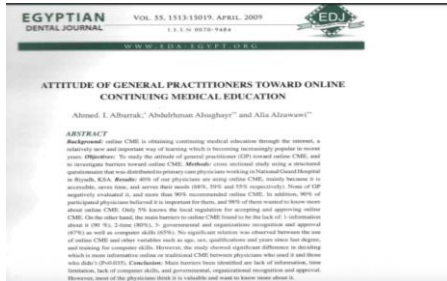 EGYPTIAN
DENTAL JOURNAL
VOL. 55, 1513:15019, APRIL, 2009
I.S.S.N 0070-9484
EDJ
WWW.EDA-EGYPT.ORG
ATTITUDE OF GENERAL PRACTITIONERS TOWARD ONLINE
CONTINUING MEDICAL EDUCATION
Ahmed. I. Albarrak,* Abdulrhman Alsughayr** and Alia Alzawawi**
ABSTRACT
Background: online CME is obtaining continuing medical education through the internet, a
relatively new and important way of learning which is becoming increasingly popular in recent
years. Objectives: To study the attitude of general practitioner (GP) toward online CME, and
to investigate barriers toward online CME. Methods: cross sectional study using a structured
questionnaire that was distributed to primary care physicians working in National Guard Hospital
in Riyadh, KSA. Results: 40% of our physicians are using online CME, mainly because it is
accessible, save time, and serves their needs (68%, 59% and 55% respectively). None of GP
negatively evaluated it, and more than 90% recommended online CME. In addition, 96% of
participated physicians believed it is important for them, and 98% of them wanted to know more
about online CME. Only 5% knows the local regulation for accepting and approving online
CME. On the other hand, the main barriers to online CME found to be the lack of: 1-information
about it (90 %), 2-time (80%), 3- governmental and organizations recognition and approval
(67%) as well as computer skills (65%). No significant relation was observed between the use
of online CME and other variables such as age, sex, qualifications and years since last degree,
and training for computer skills. However, the study showed significant difference in deciding
which is more informative online or traditional CME between physicians who used it and those
who didn't (P=0.035). Conclusion: Main barriers been identified are lack of information, time
limitation, lack of computer skills, and governmental, organizational recognition and approval.
However, most of the physicians think it is valuable and want to know more about it.